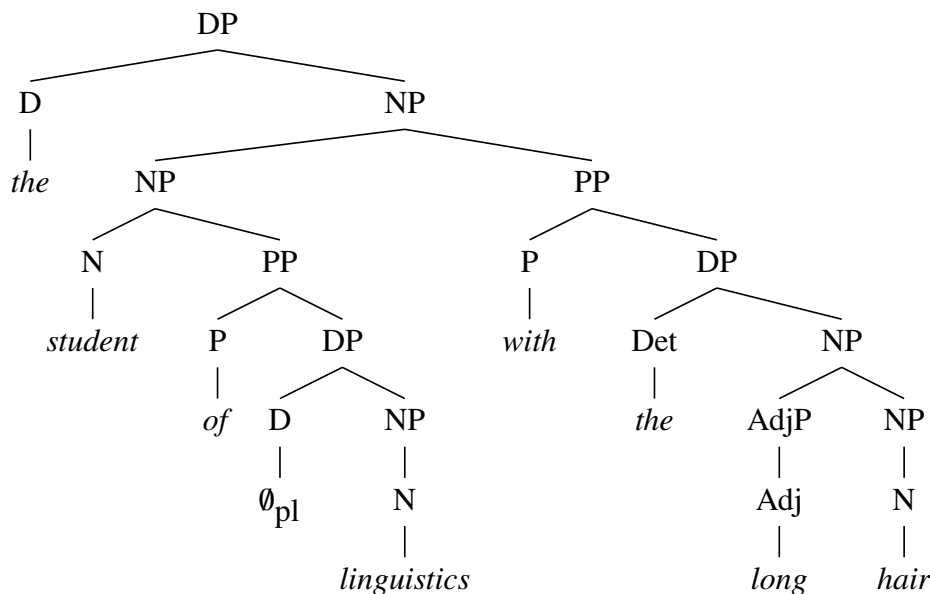 DP
D NP
the NP PP
N PP P DP
student P DP with Det NP
of D NP the AdjP NP
∅pl N Adj N
linguistics long hair